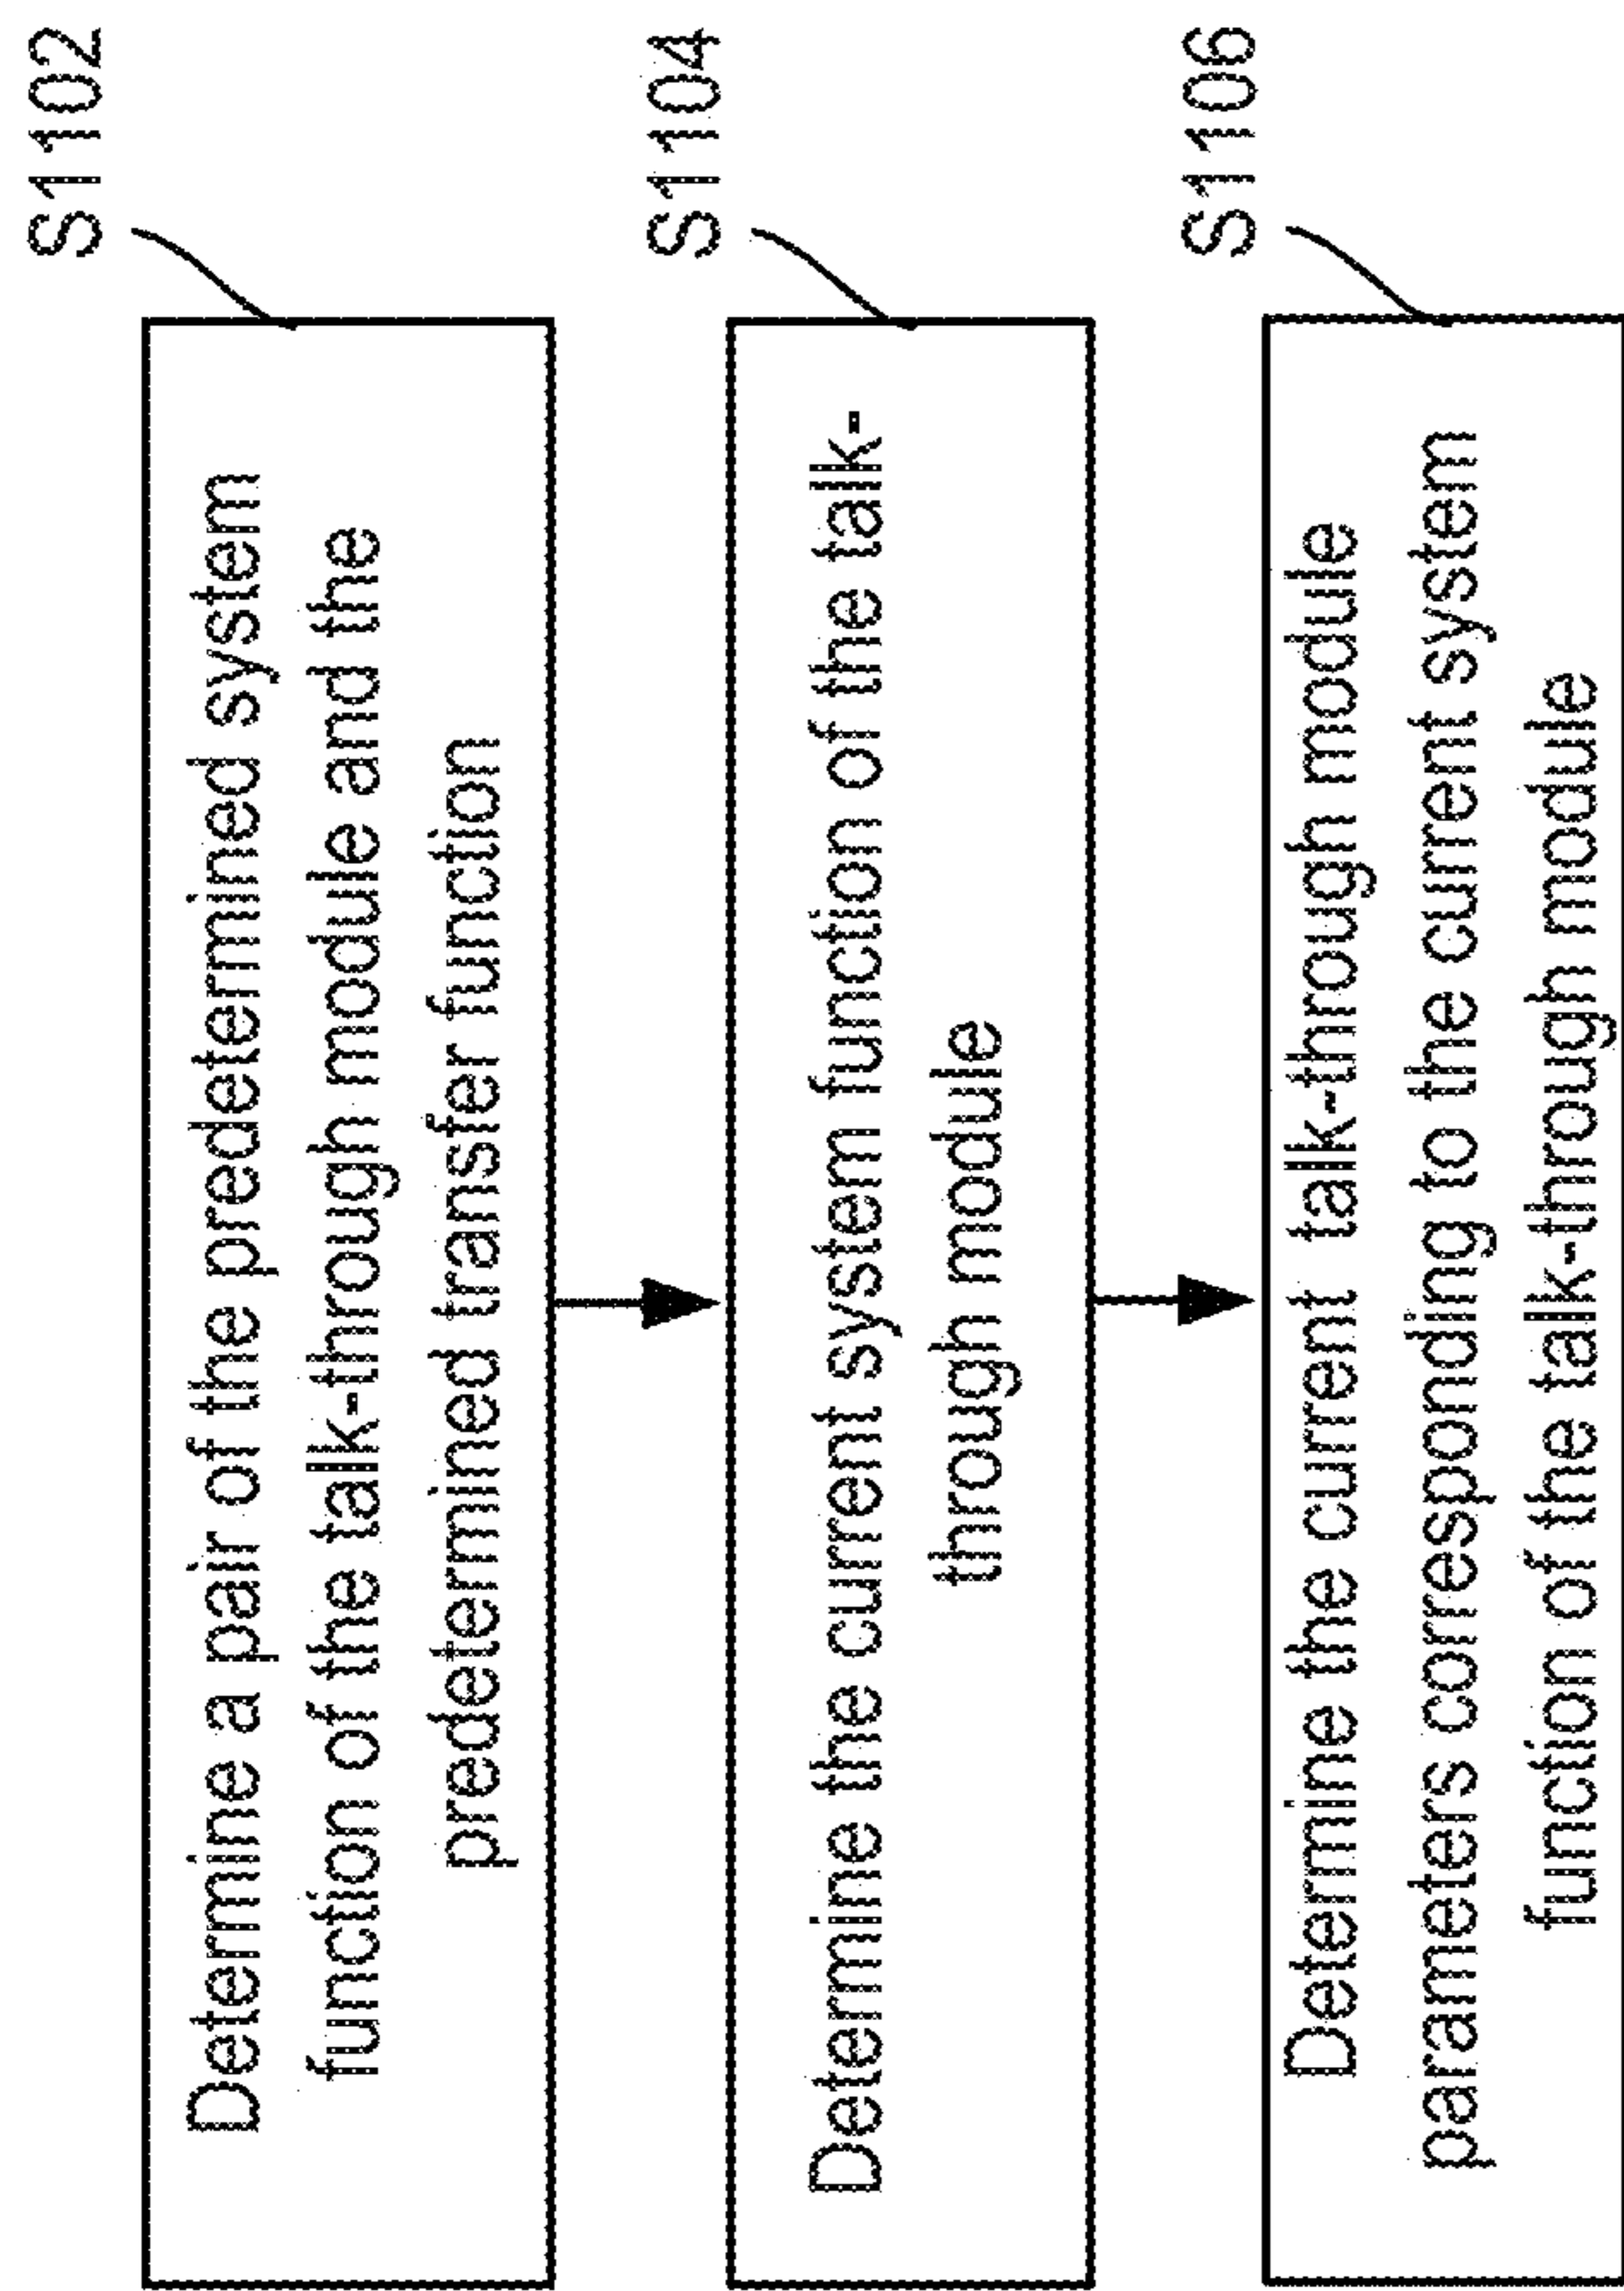 S1102
Determine a pair of the predetermined system
function of the talk-through module and the
predetermined transfer function
S1104
Determine the current system function of the talk-
through module
S1106
Determine the current talk-through module
parameters corresponding to the current system
function of the talk-through module